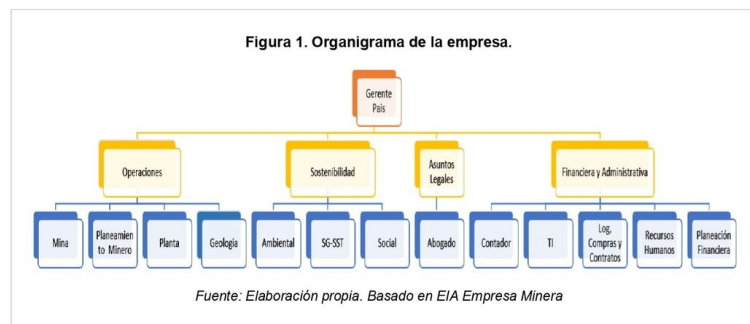 Figura 1. Organigrama de la empresa.
Gerente
País
Operaciones
Sostenibilidad
Asuntos
Legales
Financiera y Administrativa
Mina
Planeamien
to Minero
Planta
Geología
Ambiental
SG-SST
Social
Abogado
Contador
TI
Log,
Compras y
Contratos
Recursos
Humanos
Planeación
Financiera
Fuente: Elaboración propia. Basado en EIA Empresa Minera